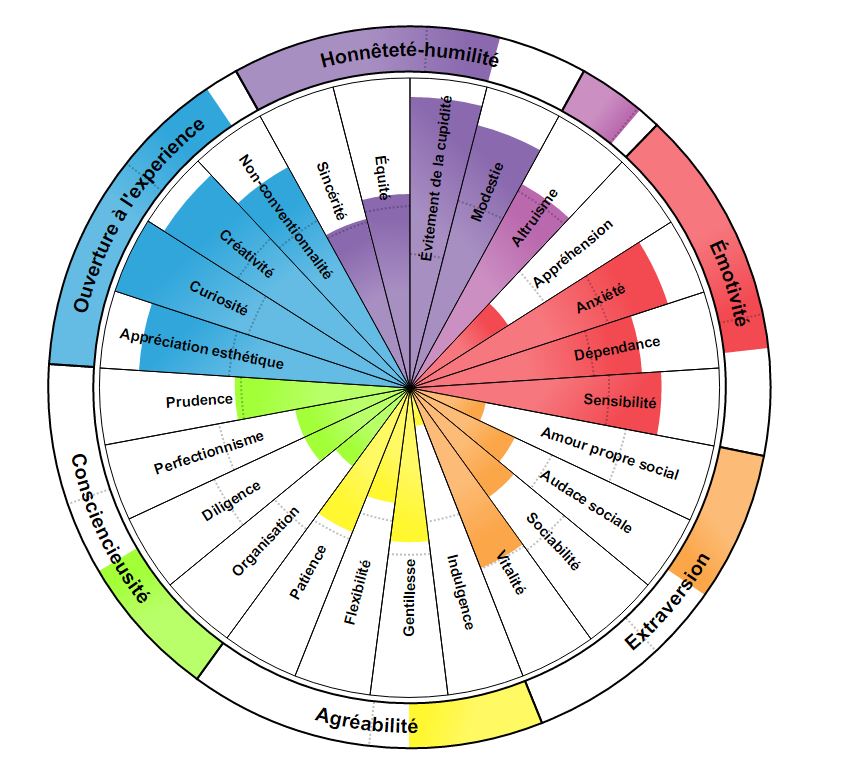 Honnêteté-humilité
Émotivité
Extraversion
Agréabilité
Consciencieusité
Ouverture à l'experience
Sincérité
Équité
Évitement de la cupidité
Modestie
Altruisme
Appréhension
Anxiété
Dépendance
Sensibilité
Amour propre social
Audace sociale
Sociabilité
Vitalité
Indulgence
Gentillesse
Flexibilité
Patience
Organisation
Diligence
Perfectionnisme
Prudence
Appréciation esthétique
Curiosité
Créativité
Non-conventionnalité